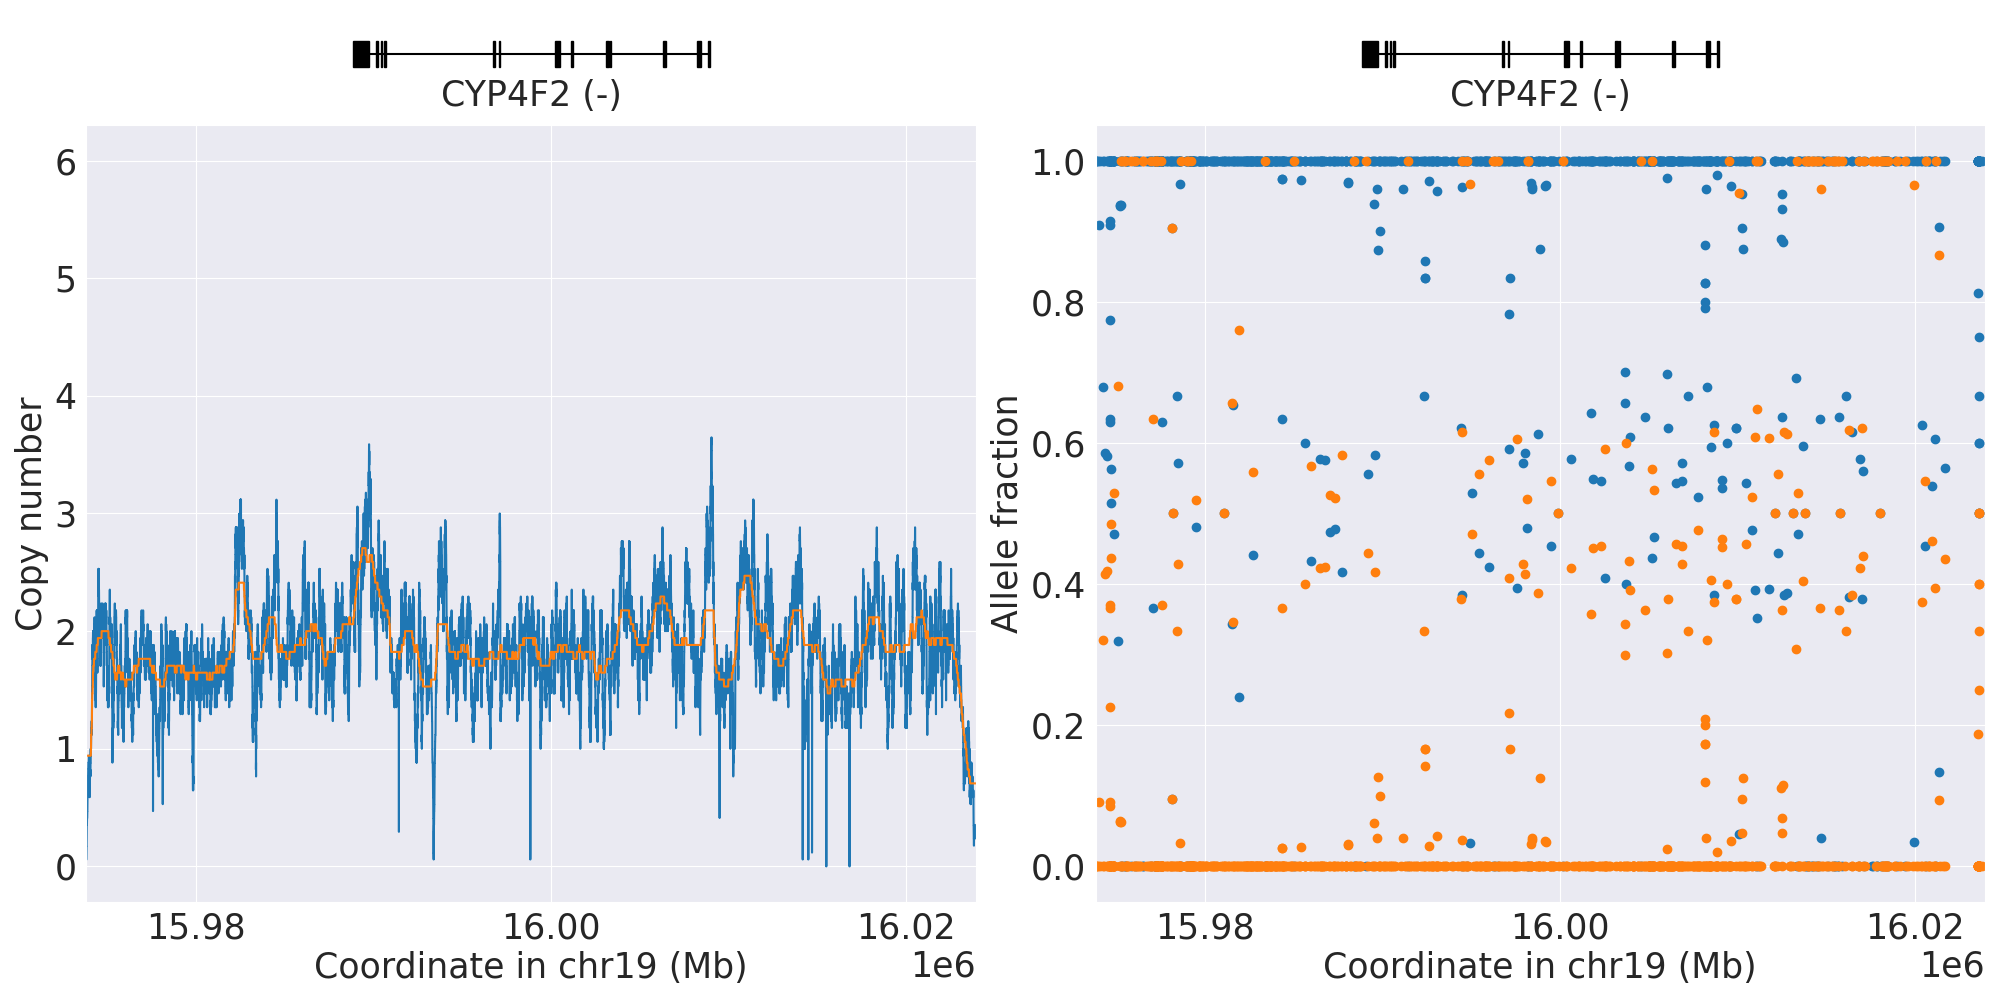 CYP4F2 (-)
Copy number
6
5
4
3
2
1
0
15.98
16.00
16.02
Coordinate in chr19 (Mb)
1e6
CYP4F2 (-)
Allele fraction
1.0
0.8
0.6
0.4
0.2
0.0
15.98
16.00
16.02
Coordinate in chr19 (Mb)
1e6